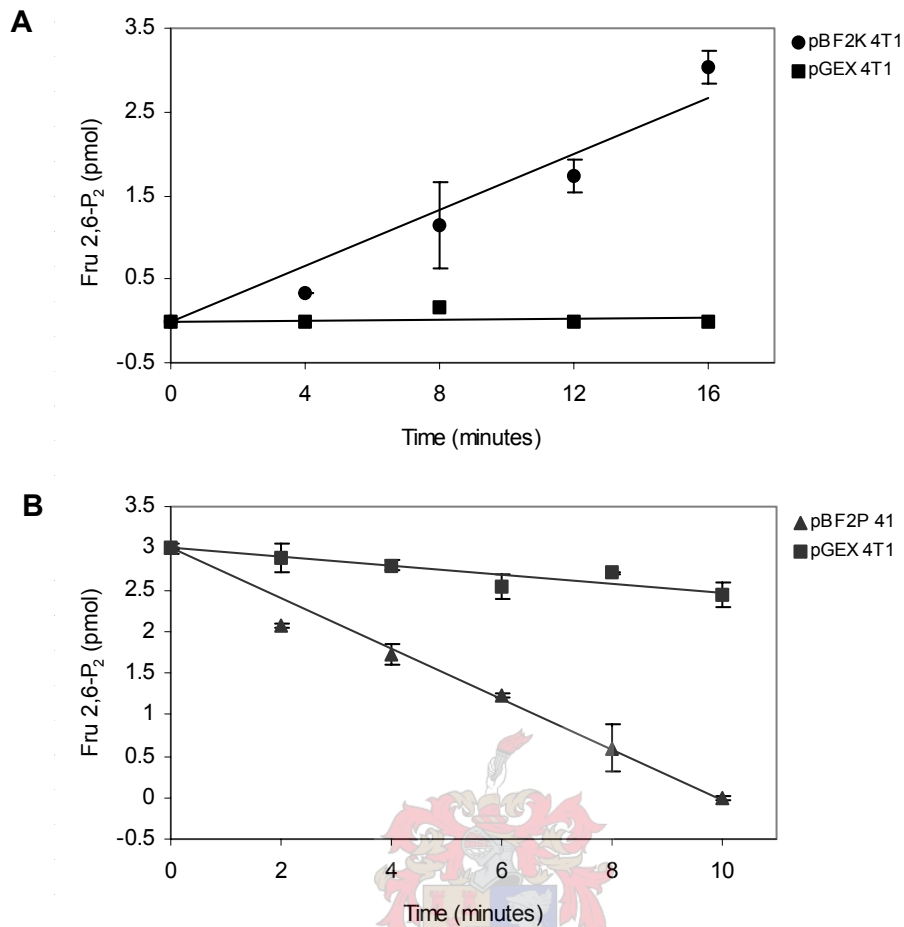 A
3.5
2.5
1.5
0.5
-0.5
Fru 2,6-P₂ (pmol)
0 4 8 12 16
Time (minutes)
pBF2K 4T1
pGEX 4T1
B
3.5
3
2.5
2
1.5
1
0.5
0
-0.5
Fru 2,6-P₂ (pmol)
0 2 4 6 8 10
Time (minutes)
pBF2P 41
pGEX 4T1